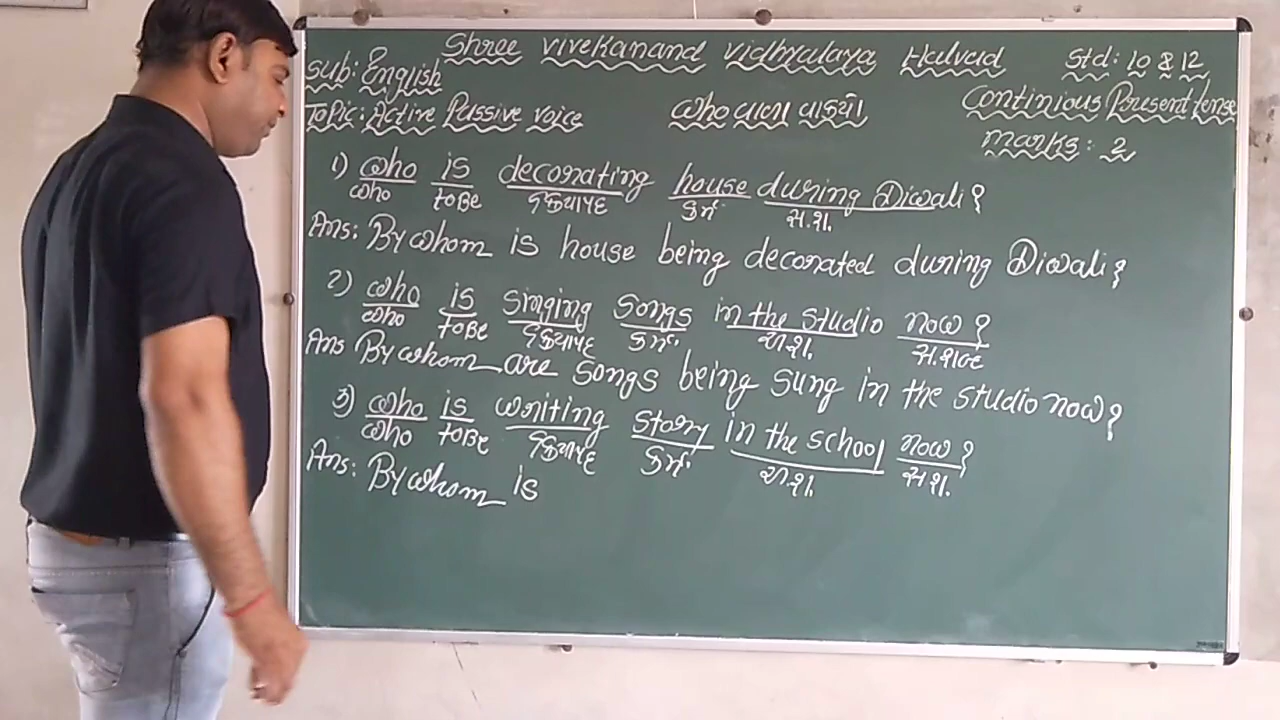 Shree Vivekanand Vidhyalaya Halvad Std: 10 & 12
Sub: English
Topic: Active Passive voice who વાળા વાક્યો. Continious Present tense
Marks: 2
1) who is decorating house during Diwali?
who toBe ક્રિયાપદ કર્મ સ.શ.
Ans: By whom is house being decorated during Diwali?
2) who is singing songs in the studio now?
who toBe ક્રિયાપદ કર્મ. સ્થ.શ. સ.શબ્દ
Ans By whom are songs being sung in the studio now?
3) who is writing story in the school now?
who toBe ક્રિયાપદ કર્મ. સ્થ.શ. સ.શ.
Ans: By whom is